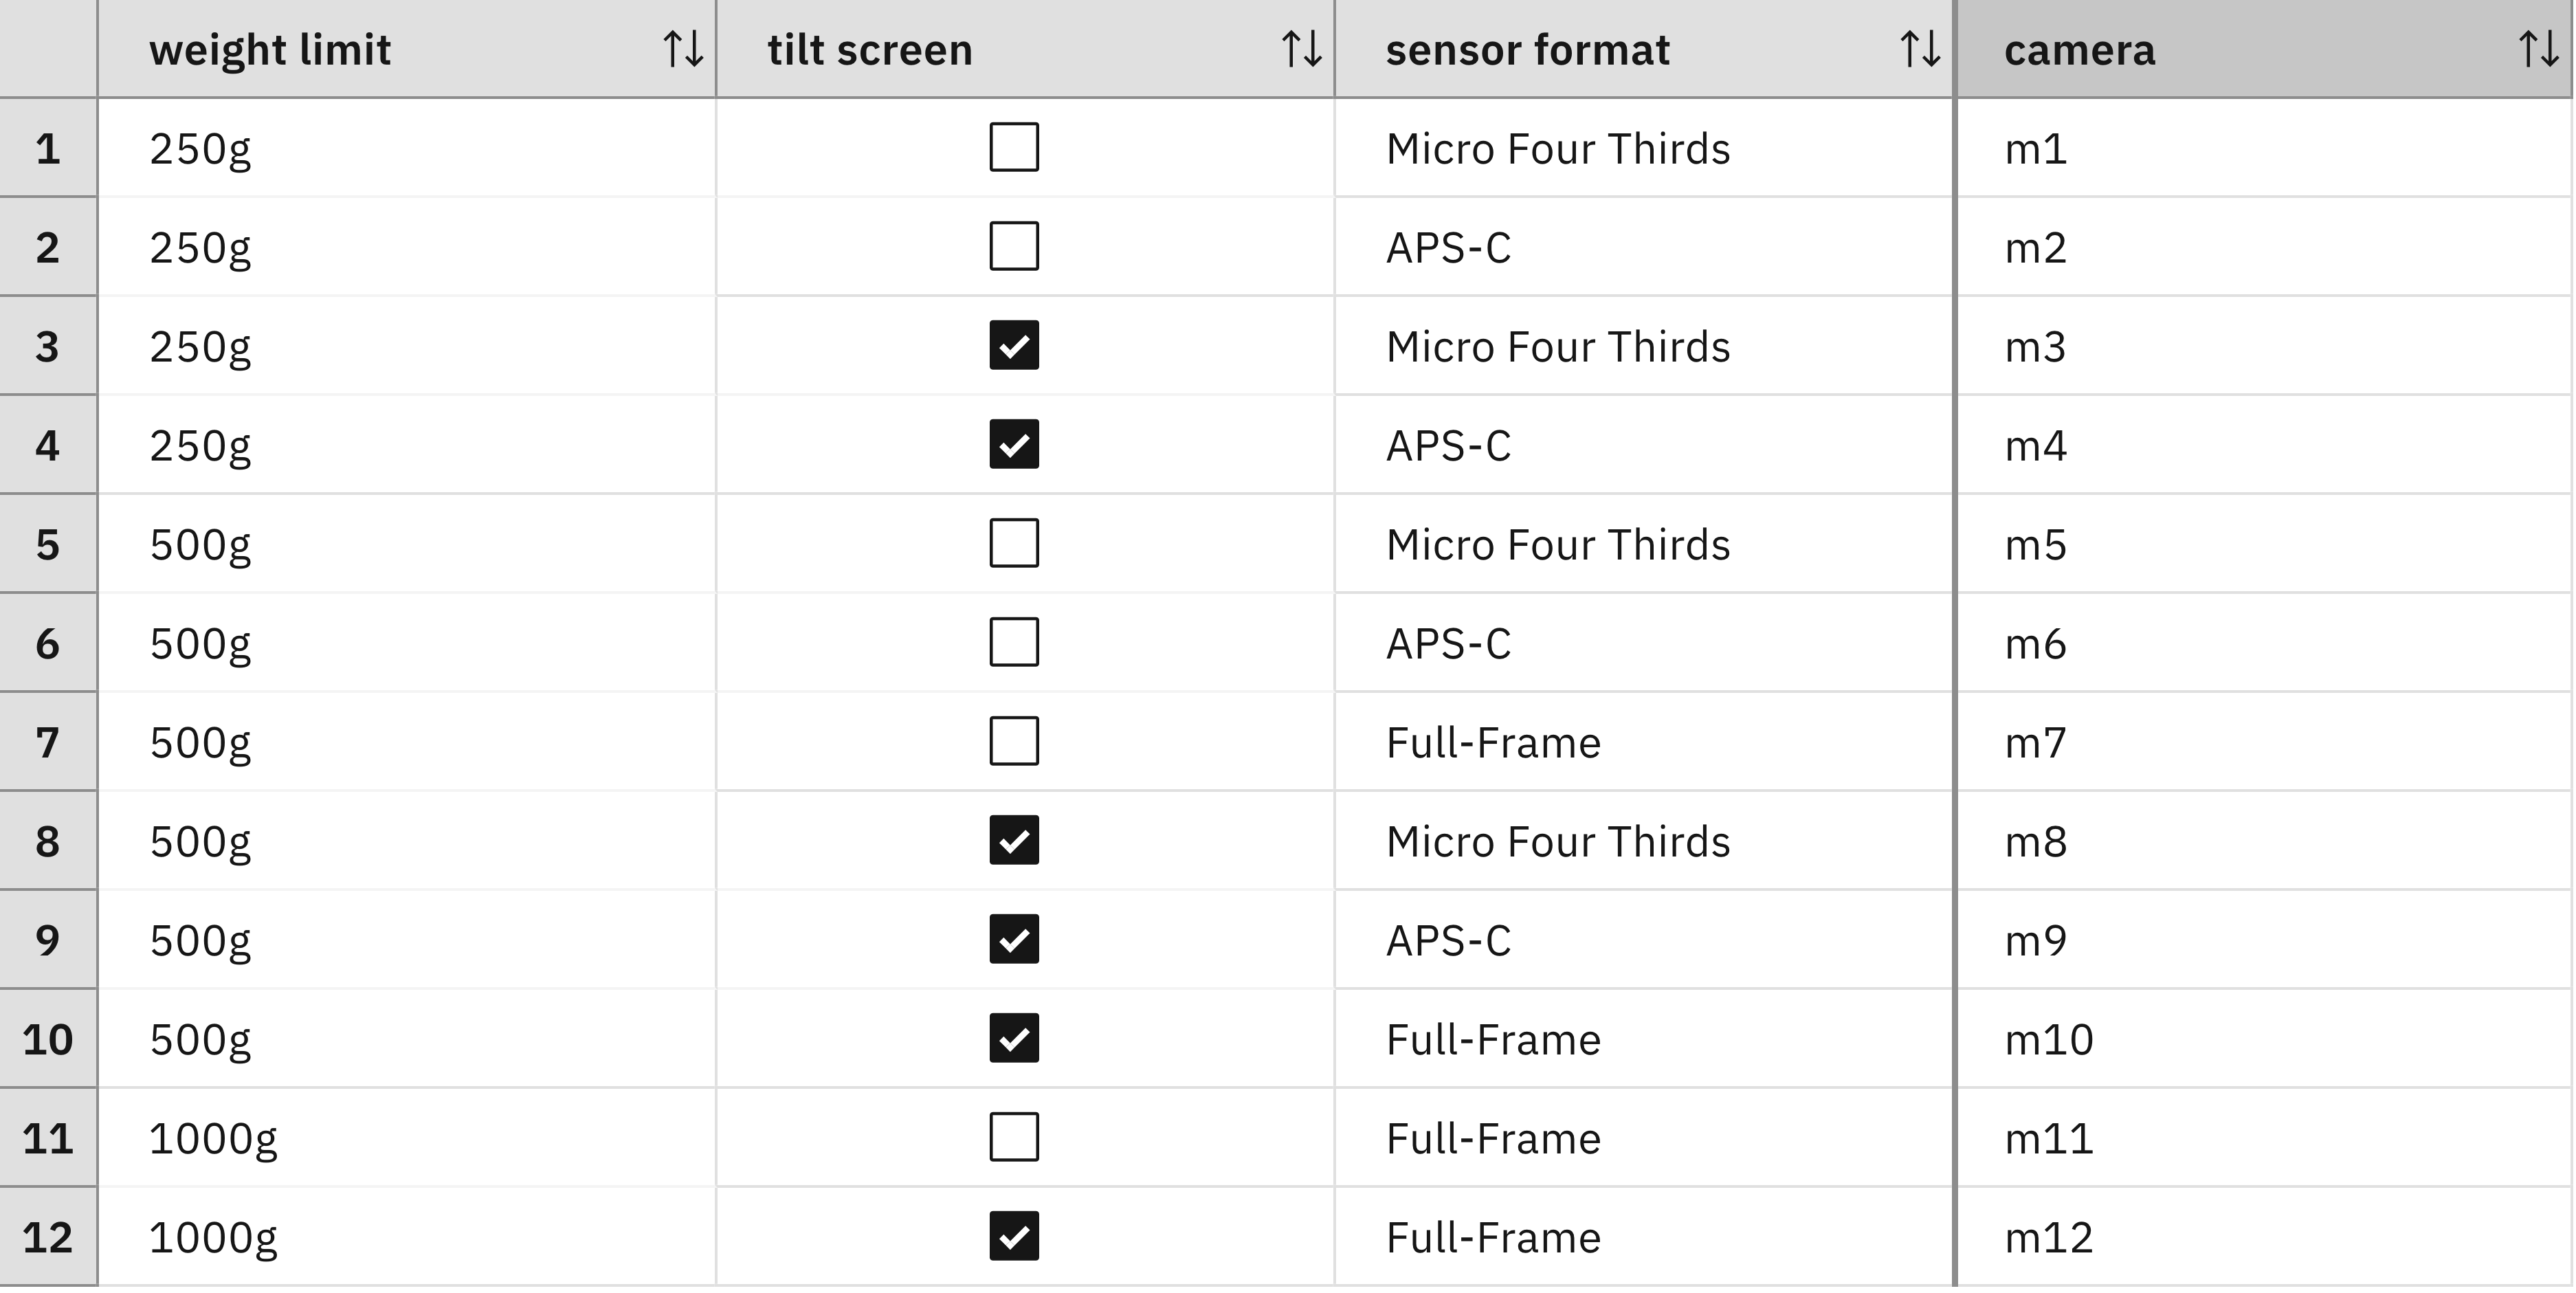 weight limit tilt screen sensor format camera
1 250g Micro Four Thirds m1
2 250g APS-C m2
3 250g Micro Four Thirds m3
4 250g APS-C m4
5 500g Micro Four Thirds m5
6 500g APS-C m6
7 500g Full-Frame m7
8 500g Micro Four Thirds m8
9 500g APS-C m9
10 500g Full-Frame m10
11 1000g Full-Frame m11
12 1000g Full-Frame m12